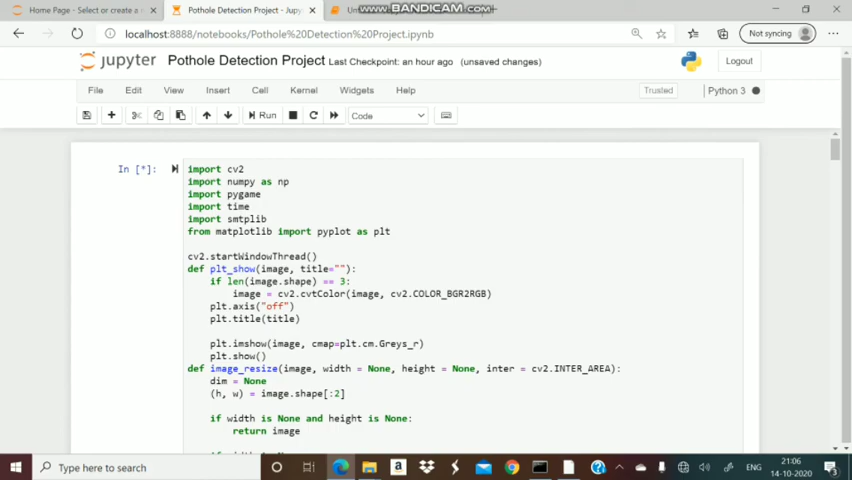 Home Page - Select or create a n
Pothole Detection Project - Jupyt
WWW.BANDICAM.COM
localhost:8888/notebooks/Pothole%20Detection%20Project.ipynb
Not syncing
jupyter Pothole Detection Project Last Checkpoint: an hour ago (unsaved changes)
Logout
File Edit View Insert Cell Kernel Widgets Help
Trusted
Python 3
Run
Code
In [*]:
import cv2
import numpy as np
import pygame
import time
import smtplib
from matplotlib import pyplot as plt
cv2.startWindowThread()
def plt_show(image, title=""):
if len(image.shape) == 3:
image = cv2.cvtColor(image, cv2.COLOR_BGR2RGB)
plt.axis("off")
plt.title(title)
plt.imshow(image, cmap=plt.cm.Greys_r)
plt.show()
def image_resize(image, width = None, height = None, inter = cv2.INTER_AREA):
dim = None
(h, w) = image.shape[:2]
if width is None and height is None:
return image
Type here to search
ENG
21:06
14-10-2020
3